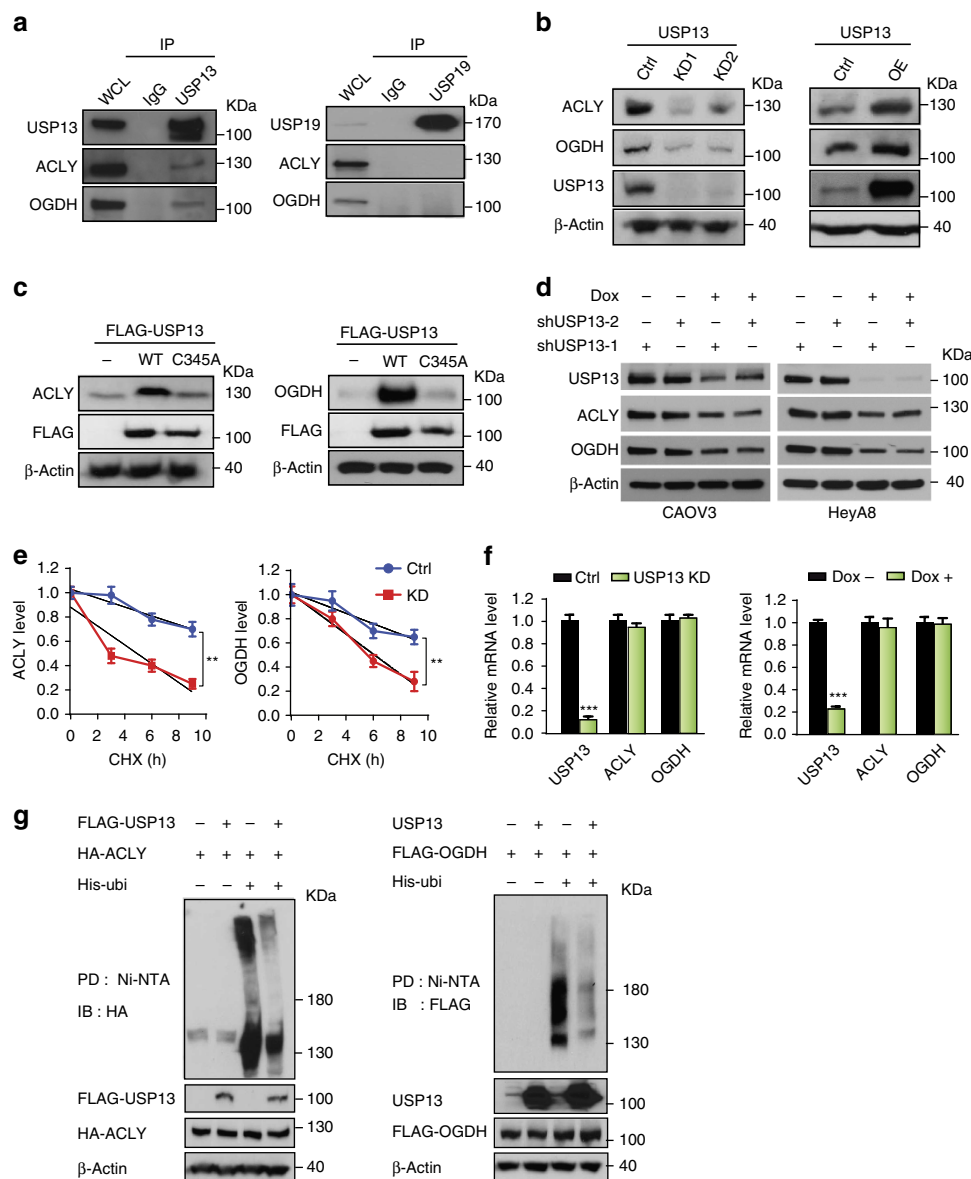 a
IP
WCL IgG USP13
KDa
USP13
100
ACLY
130
OGDH
100
IP
WCL IgG USP19
kDa
USP19
170
ACLY
130
OGDH
100
b
USP13
Ctrl KD1 KD2
KDa
ACLY
130
OGDH
100
USP13
100
β-Actin
40
USP13
Ctrl OE
KDa
130
100
100
40
c
FLAG-USP13
– WT C345A
KDa
ACLY
130
FLAG
100
β-Actin
40
FLAG-USP13
– WT C345A
KDa
OGDH
100
FLAG
100
β-Actin
40
d
Dox – – + + – – + +
shUSP13-2 – + – + – + – +
shUSP13-1 + – + – + – + –
KDa
USP13
100
ACLY
130
OGDH
100
β-Actin
40
CAOV3 HeyA8
e
ACLY level
1.2
1.0
0.8
0.6
0.4
0.2
0.0
0 2 4 6 8 10
CHX (h)
**
OGDH level
1.2
1.0
0.8
0.6
0.4
0.2
0.0
0 2 4 6 8 10
CHX (h)
**
Ctrl
KD
f
Ctrl USP13 KD
Relative mRNA level
1.2
1.0
0.8
0.6
0.4
0.2
0.0
***
USP13 ACLY OGDH
Dox – Dox +
Relative mRNA level
1.2
1.0
0.8
0.6
0.4
0.2
0.0
***
USP13 ACLY OGDH
g
FLAG-USP13 – + – +
HA-ACLY + + + +
His-ubi – – + +
KDa
PD : Ni-NTA
IB : HA
180
130
FLAG-USP13
100
HA-ACLY
130
β-Actin
40
USP13 – + – +
FLAG-OGDH + + + +
His-ubi – – + +
KDa
PD : Ni-NTA
IB : FLAG
180
130
USP13
100
FLAG-OGDH
100
β-Actin
40